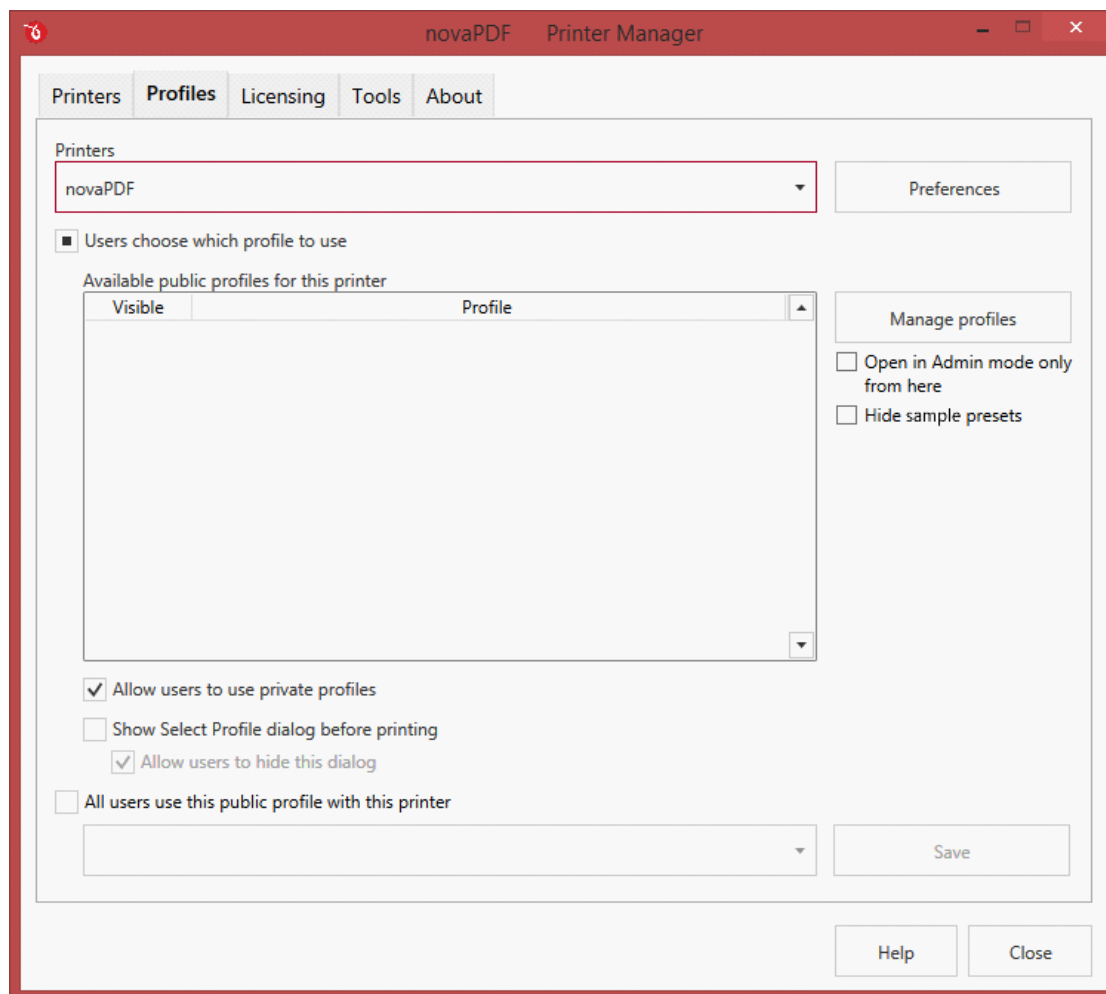 novaPDF Printer Manager
Printers Profiles Licensing Tools About
Printers
novaPDF
Preferences
Users choose which profile to use
Available public profiles for this printer
Visible Profile
Manage profiles
Open in Admin mode only
from here
Hide sample presets
Allow users to use private profiles
Show Select Profile dialog before printing
Allow users to hide this dialog
All users use this public profile with this printer
Save
Help Close